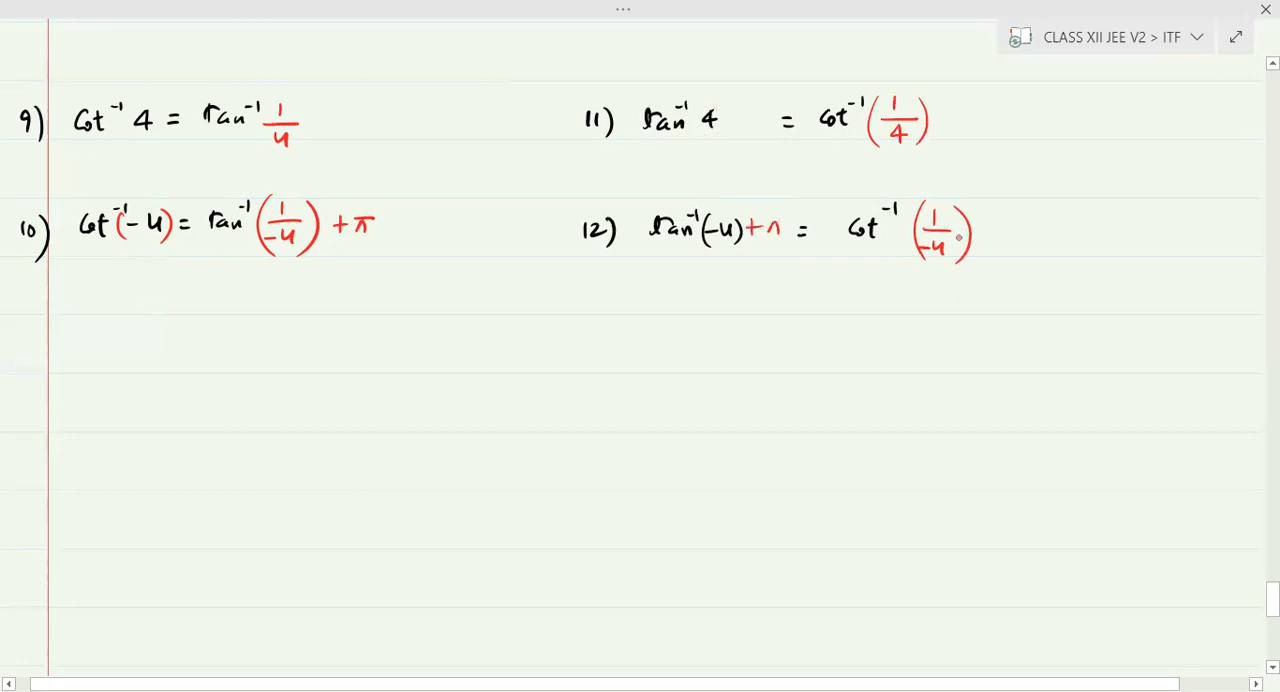 ...
CLASS XII JEE V2 > ITF
9) Cot⁻¹ 4 = tan⁻¹ 1/4
11) tan⁻¹ 4 = cot⁻¹ (1/4)
10) Cot⁻¹(-4) = tan⁻¹ (1/-4) + π
12) tan⁻¹(-4) + π = cot⁻¹ (1/-4)